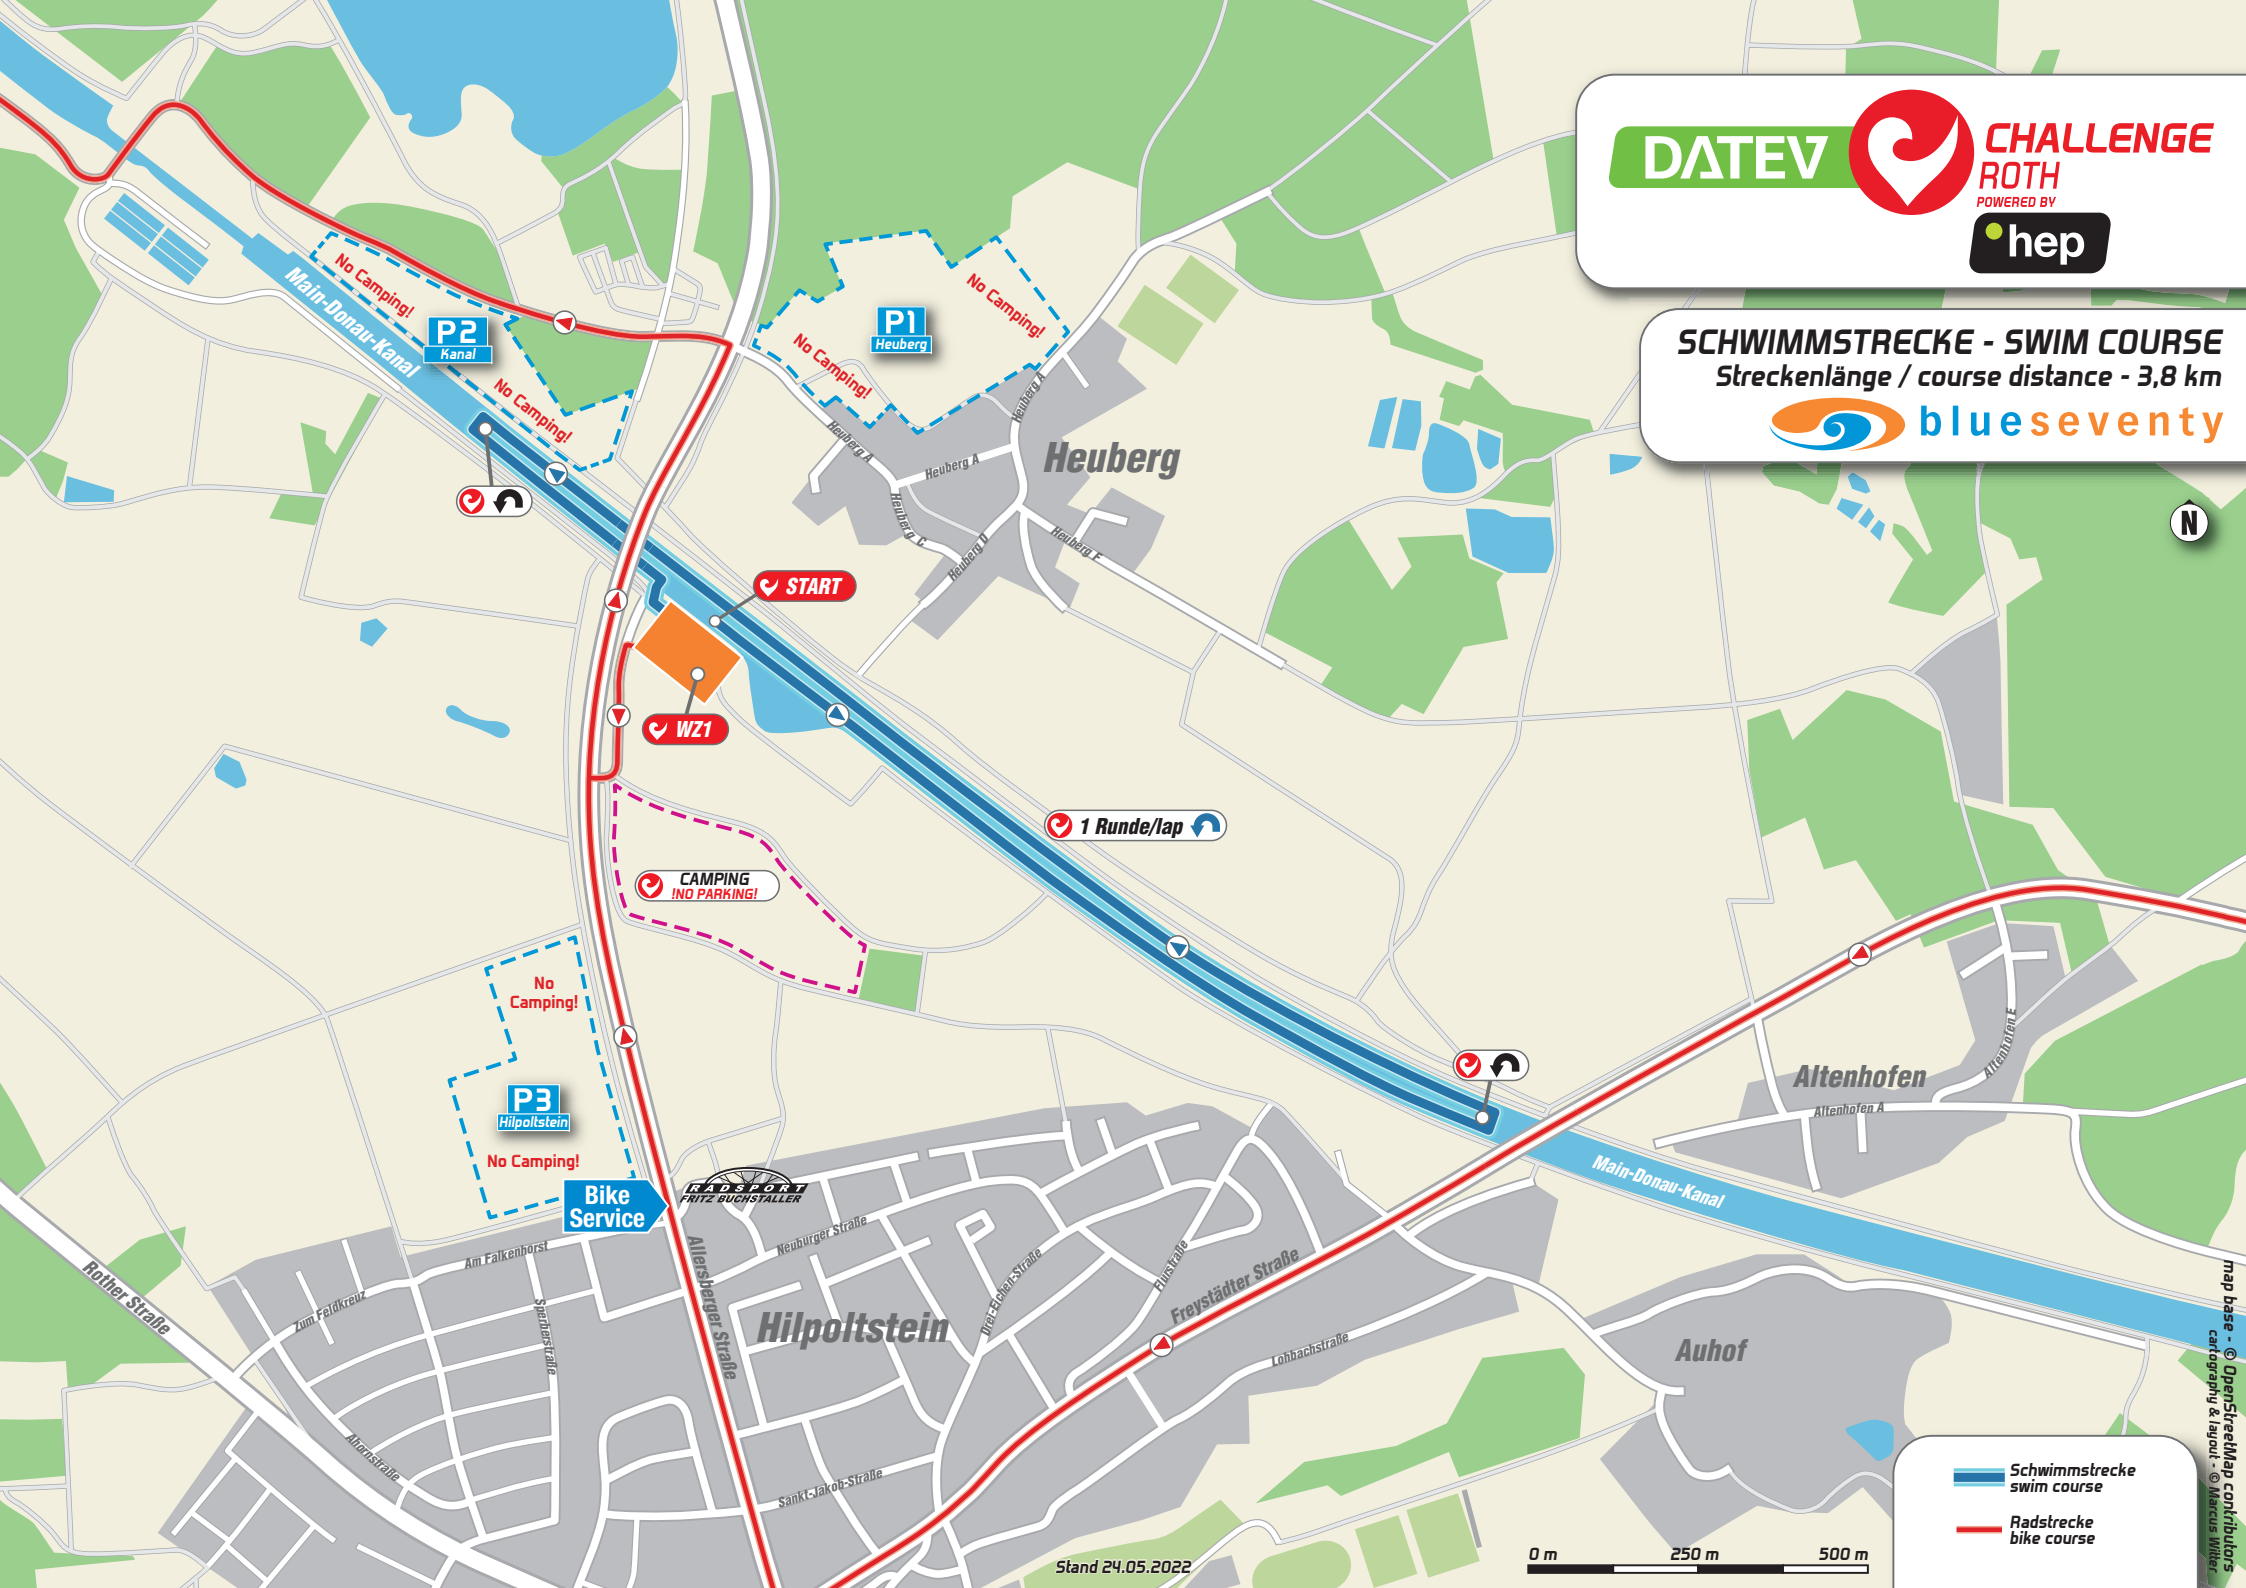 DATEV
CHALLENGE
ROTH
POWERED BY
hep
SCHWIMMSTRECKE - SWIM COURSE
Streckenlänge / course distance - 3,8 km
blueseventy
N
No Camping!
P2
Kanal
No Camping!
Main-Donau-Kanal
P1
Heuberg
No Camping!
No Camping!
Heuberg
Heuberg A
Heuberg A
Heuberg A
Heuberg C
Heuberg D
Heuberg F
START
WZ1
1 Runde/lap
CAMPING
!NO PARKING!
No
Camping!
P3
Hilpoltstein
No Camping!
Bike
Service
RADSPORT
FRITZ BUCHSTALLER
Altenhofen
Altenhofen A
Altenhofen E
Main-Donau-Kanal
Rother Straße
Am Falkenhorst
Zum Feldkreuz
Sperberstraße
Ahornstraße
Allersberger Straße
Neuburger Straße
Hilpoltstein
Drei-Eichen-Straße
Flurstraße
Freystädter Straße
Lohbachstraße
Sankt-Jakob-Straße
Auhof
Stand 24.05.2022
0 m
250 m
500 m
Schwimmstrecke
swim course
Radstrecke
bike course
map base - © OpenStreetMap contributors
cartography & layout - © Marcus Witter